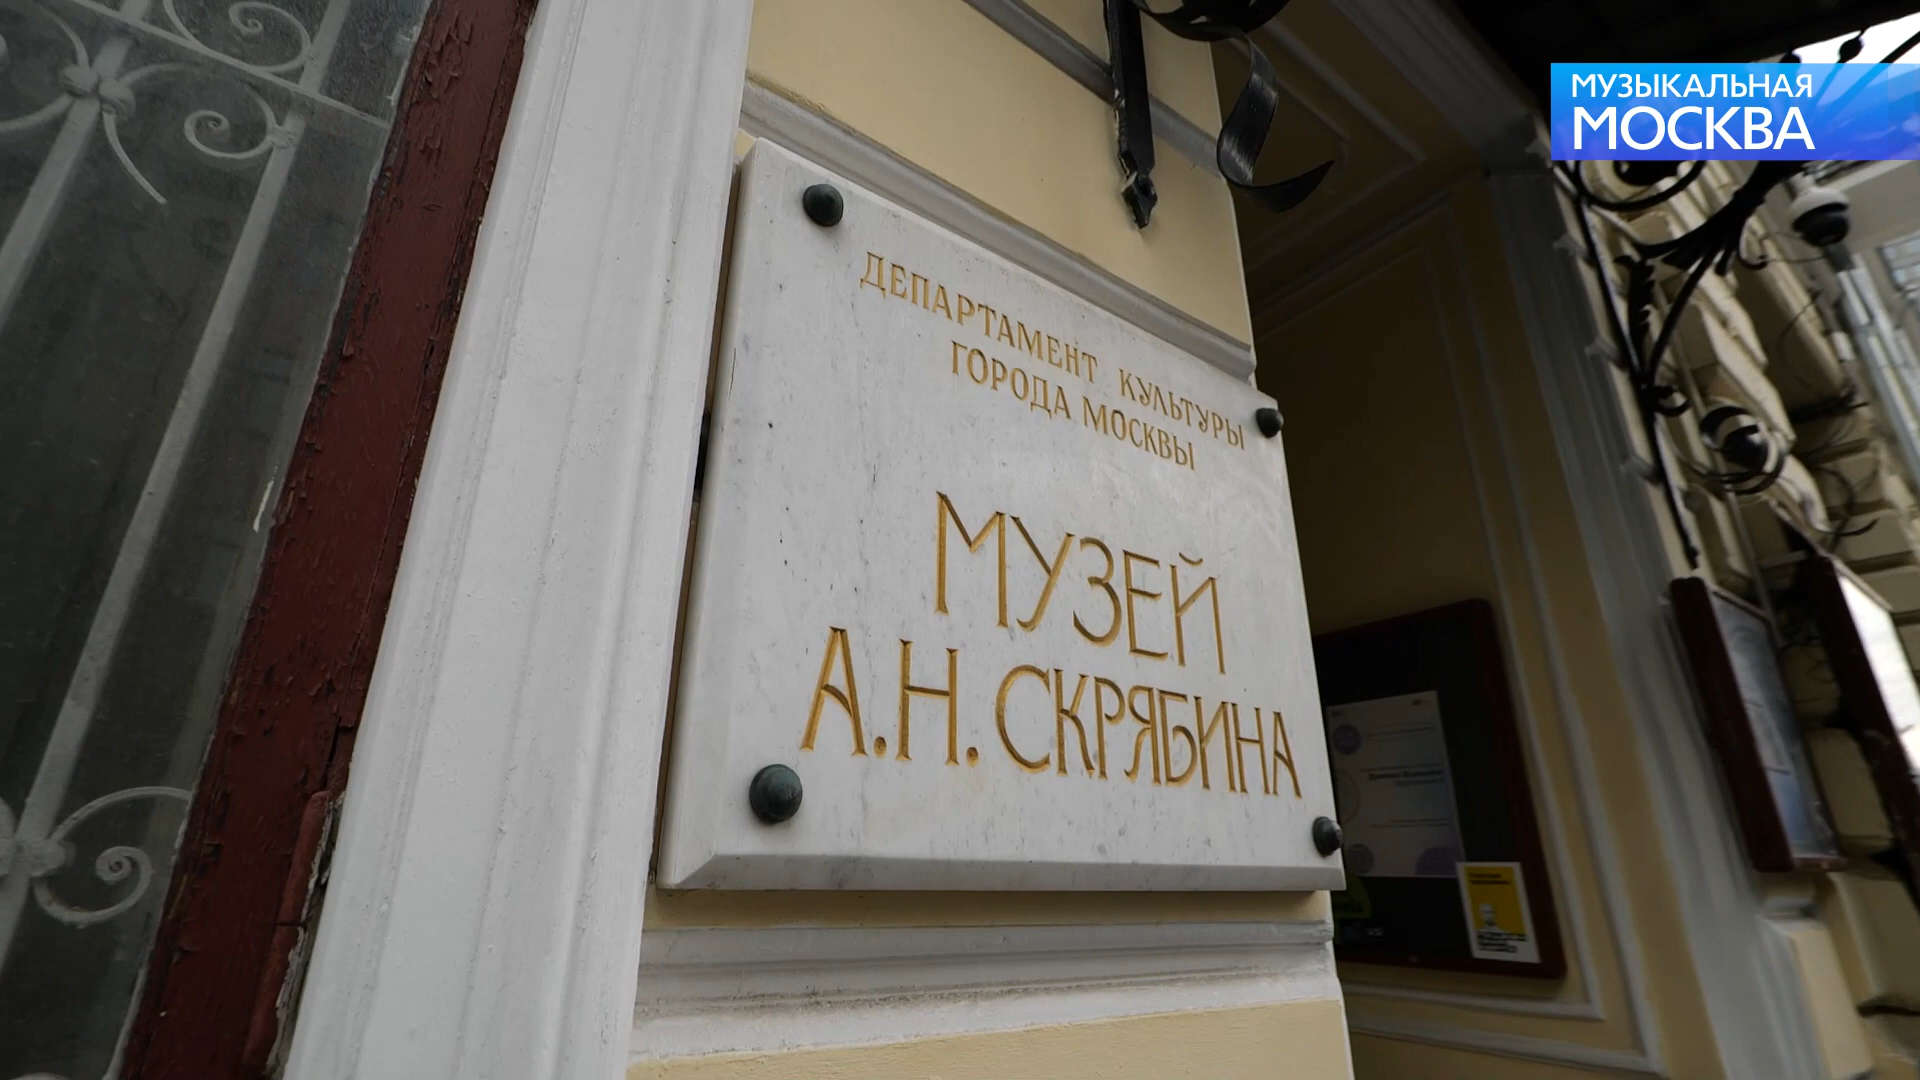 МУЗЫКАЛЬНАЯ
МОСКВА
ДЕПАРТАМЕНТ КУЛЬТУРЫ
ГОРОДА МОСКВЫ
МУЗЕЙ
А.Н.СКРЯБИНА